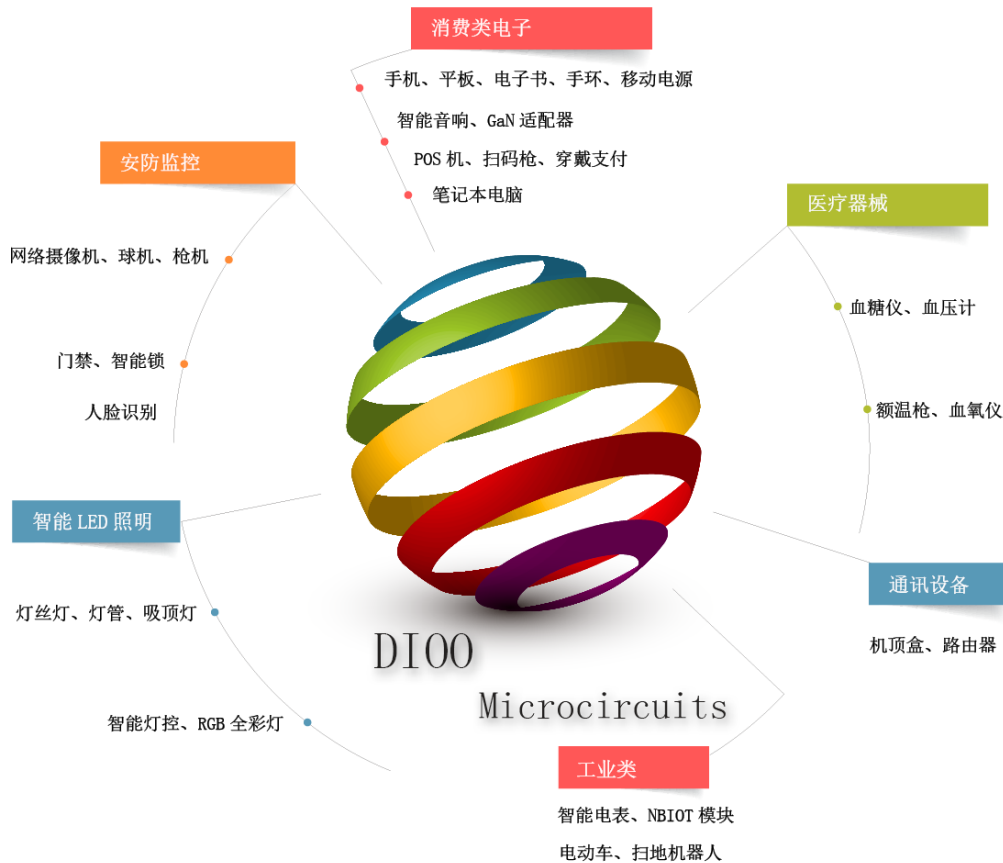 消费类电子
手机、平板、电子书、手环、移动电源
智能音响、GaN 适配器
POS 机、扫码枪、穿戴支付
笔记本电脑
安防监控
网络摄像机、球机、枪机
门禁、智能锁
人脸识别
医疗器械
血糖仪、血压计
额温枪、血氧仪
智能 LED 照明
灯丝灯、灯管、吸顶灯
智能灯控、RGB 全彩灯
通讯设备
机顶盒、路由器
DIOO
Microcircuits
工业类
智能电表、NBIOT 模块
电动车、扫地机器人